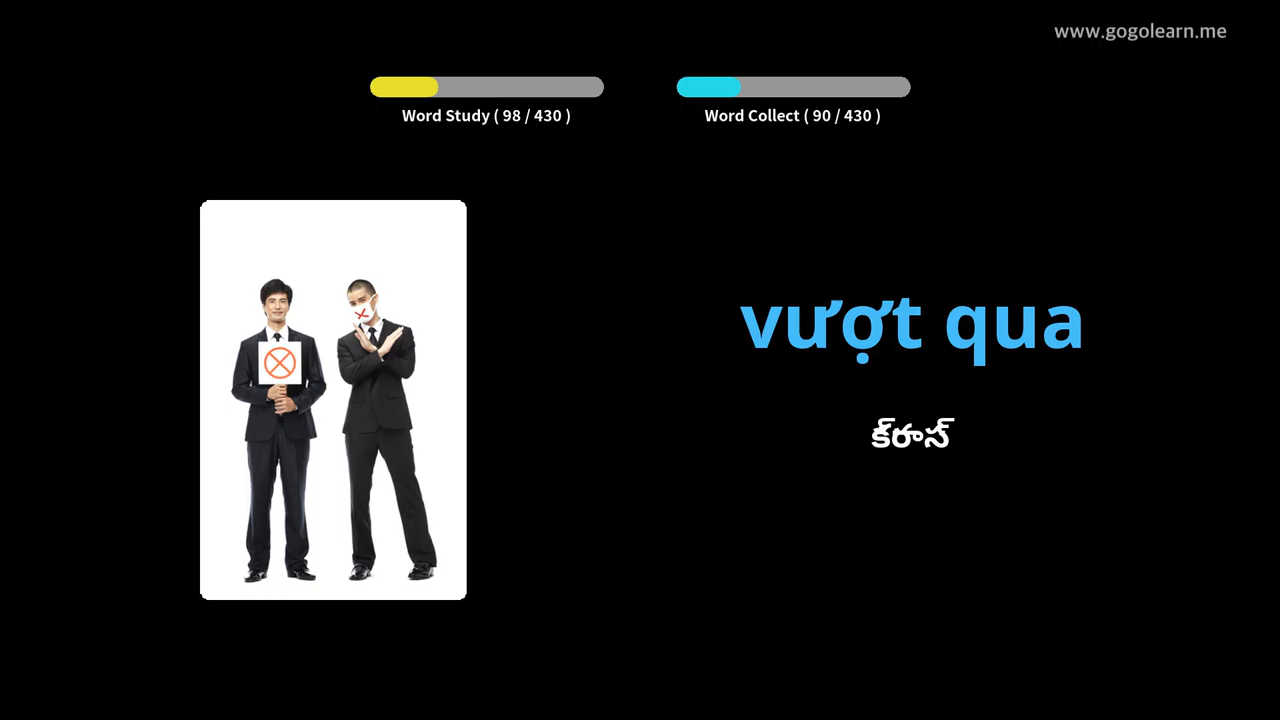 www.gogolearn.me
Word Study ( 98 / 430 )
Word Collect ( 90 / 430 )
vượt qua
క్రాస్